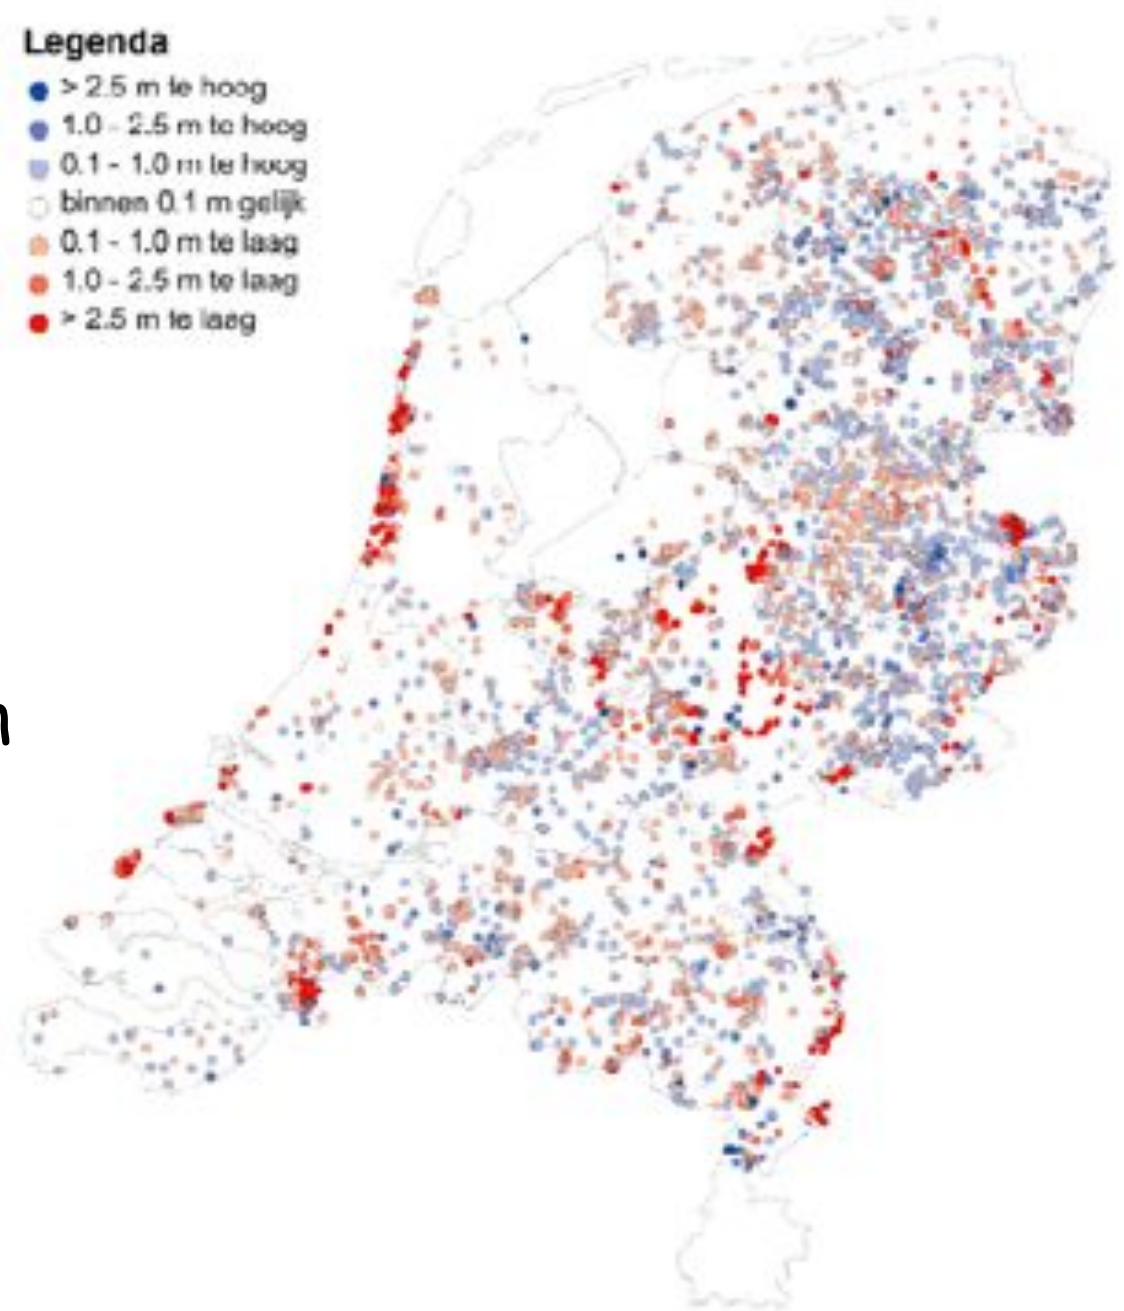 Legenda
> 2.5 m te hoog
1.0 - 2.5 m te hoog
0.1 - 1.0 m te hoog
binnen 0.1 m gelijk
0.1 - 1.0 m te laag
1.0 - 2.5 m te laag
> 2.5 m te laag